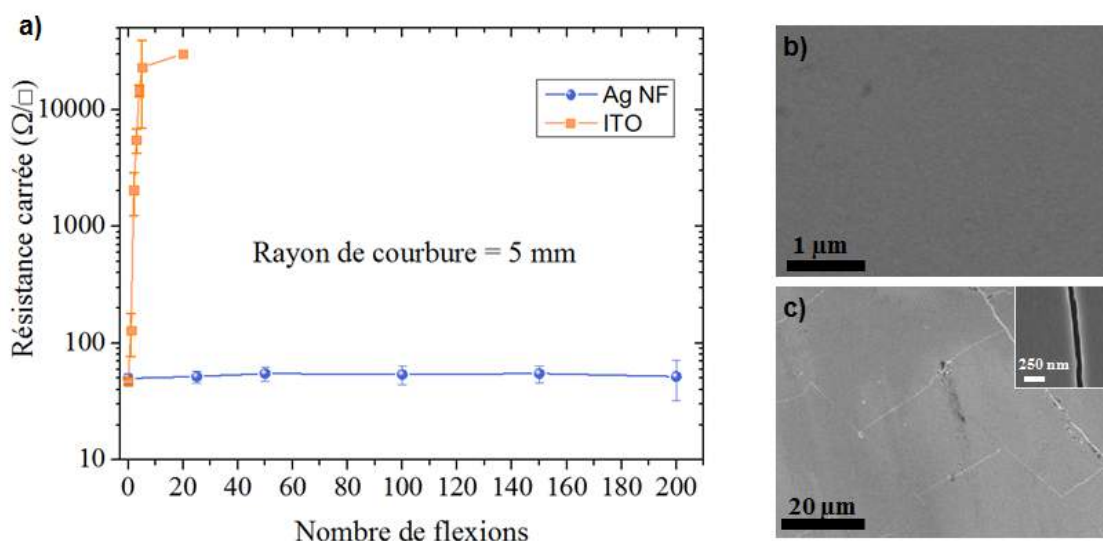 a)
Résistance carrée (Ω/□)
10000
1000
100
10
0 20 40 60 80 100 120 140 160 180 200
Nombre de flexions
Ag NF
ITO
Rayon de courbure = 5 mm
b)
1 µm
c)
250 nm
20 µm